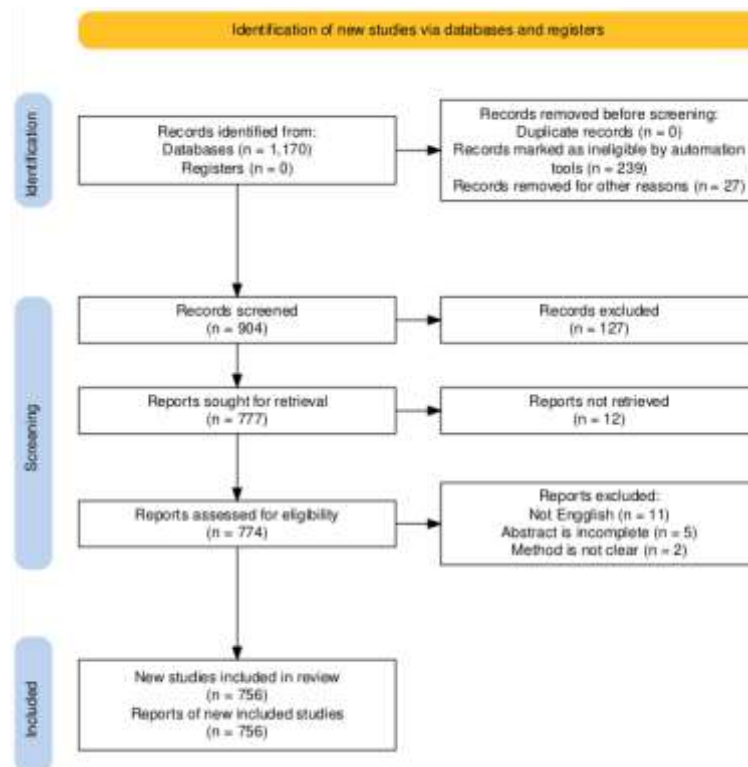 Identification of new studies via databases and registers
Identification
Records identified from:
Databases (n = 1,170)
Registers (n = 0)
Records removed before screening:
Duplicate records (n = 0)
Records marked as ineligible by automation
tools (n = 239)
Records removed for other reasons (n = 27)
Screening
Records screened
(n = 904)
Records excluded
(n = 127)
Reports sought for retrieval
(n = 777)
Reports not retrieved
(n = 12)
Reports assessed for eligibility
(n = 774)
Reports excluded:
Not Engglish (n = 11)
Abstract is incomplete (n = 5)
Method is not clear (n = 2)
Included
New studies included in review
(n = 756)
Reports of new included studies
(n = 756)